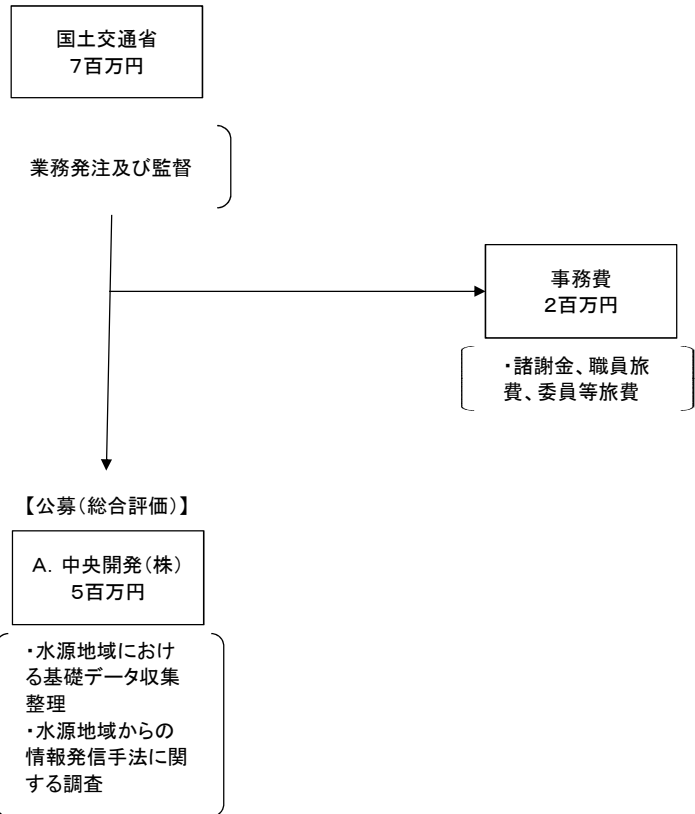 国土交通省
7百万円
業務発注及び監督
事務費
2百万円
・諸謝金、職員旅
費、委員等旅費
【公募(総合評価)】
A. 中央開発(株)
5百万円
・水源地域におけ
る基礎データ収集
整理
・水源地域からの
情報発信手法に関
する調査